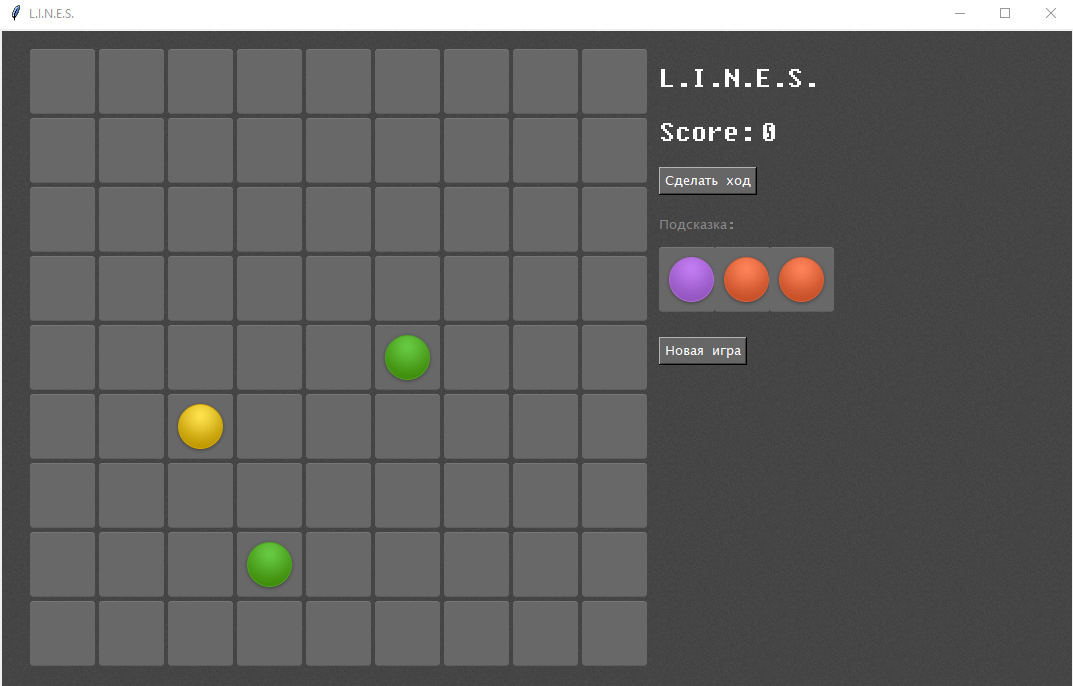 L.I.N.E.S.
L.I.N.E.S.
Score: 0
Сделать ход
Подсказка:
Новая игра